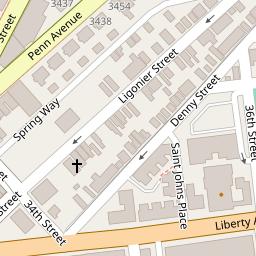 3437
3454
3438
Street
Penn Avenue
Ligonier Street
Denny Street
Spring Way
36th Street
Saint Johns Place
34th Street
Street
Liberty A